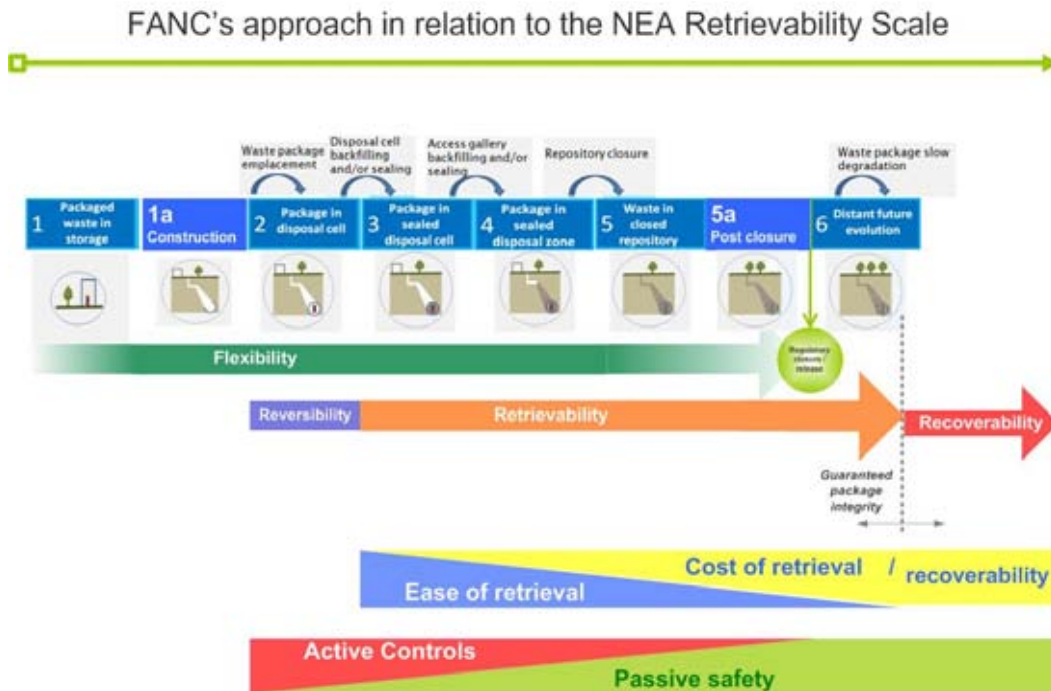 FANC's approach in relation to the NEA Retrievability Scale
Waste package
emplacement
Disposal cell
backfilling
and/or sealing
Access gallery
backfilling and/or
sealing
Repository closure
Waste package slow
degradation
1 Packaged
waste in
storage
1a
Construction
2 Package in
disposal cell
3 Package in
sealed
disposal cell
4 Package in
sealed
disposal zone
5 Waste in
closed
repository
5a
Post closure
6 Distant future
evolution
Flexibility
Regulatory
closure /
release
Reversibility
Retrievability
Recoverability
Guaranteed
package
integrity
Cost of retrieval / recoverability
Ease of retrieval
Active Controls
Passive safety